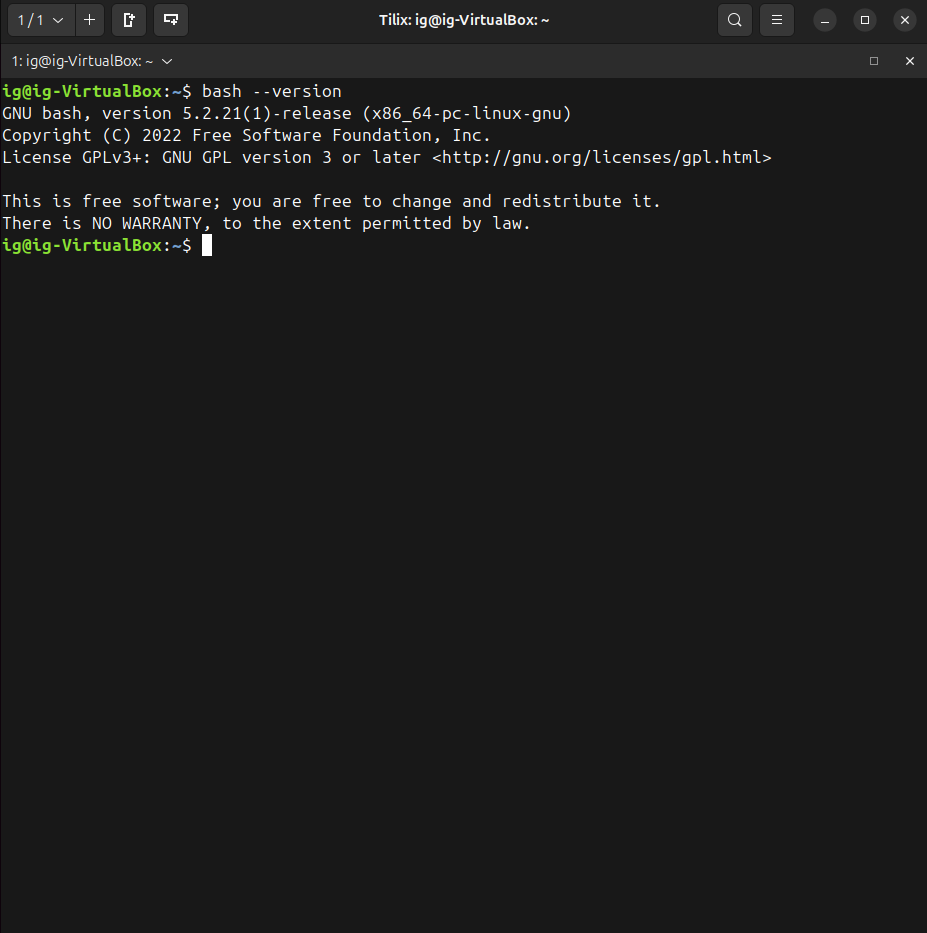 1 / 1
Tilix: ig@ig-VirtualBox: ~
1: ig@ig-VirtualBox: ~
ig@ig-VirtualBox:~$ bash --version
GNU bash, version 5.2.21(1)-release (x86_64-pc-linux-gnu)
Copyright (C) 2022 Free Software Foundation, Inc.
License GPLv3+: GNU GPL version 3 or later <http://gnu.org/licenses/gpl.html>

This is free software; you are free to change and redistribute it.
There is NO WARRANTY, to the extent permitted by law.
ig@ig-VirtualBox:~$